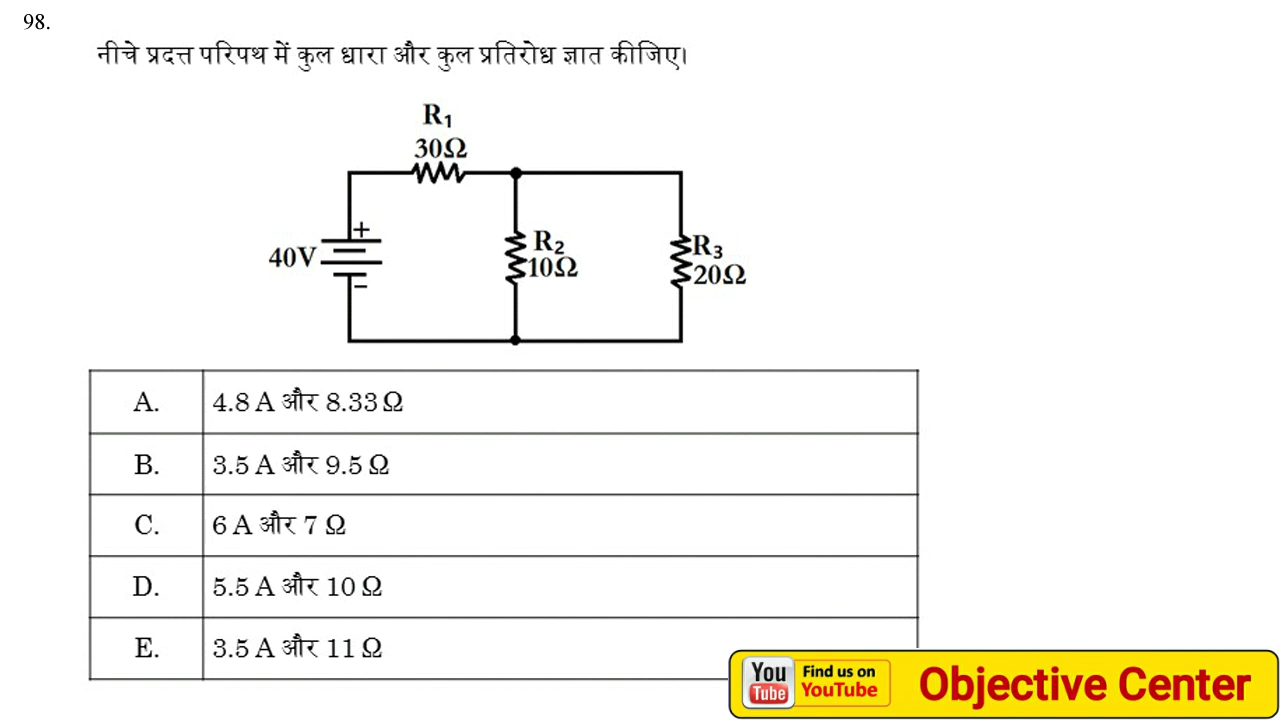 98.
नीचे प्रदत्त परिपथ में कुल धारा और कुल प्रतिरोध ज्ञात कीजिए।
R₁
30Ω
40V
+
−
R₂
10Ω
R₃
20Ω
A. 4.8 A और 8.33 Ω
B. 3.5 A और 9.5 Ω
C. 6 A और 7 Ω
D. 5.5 A और 10 Ω
E. 3.5 A और 11 Ω
You Tube
Find us on YouTube
Objective Center